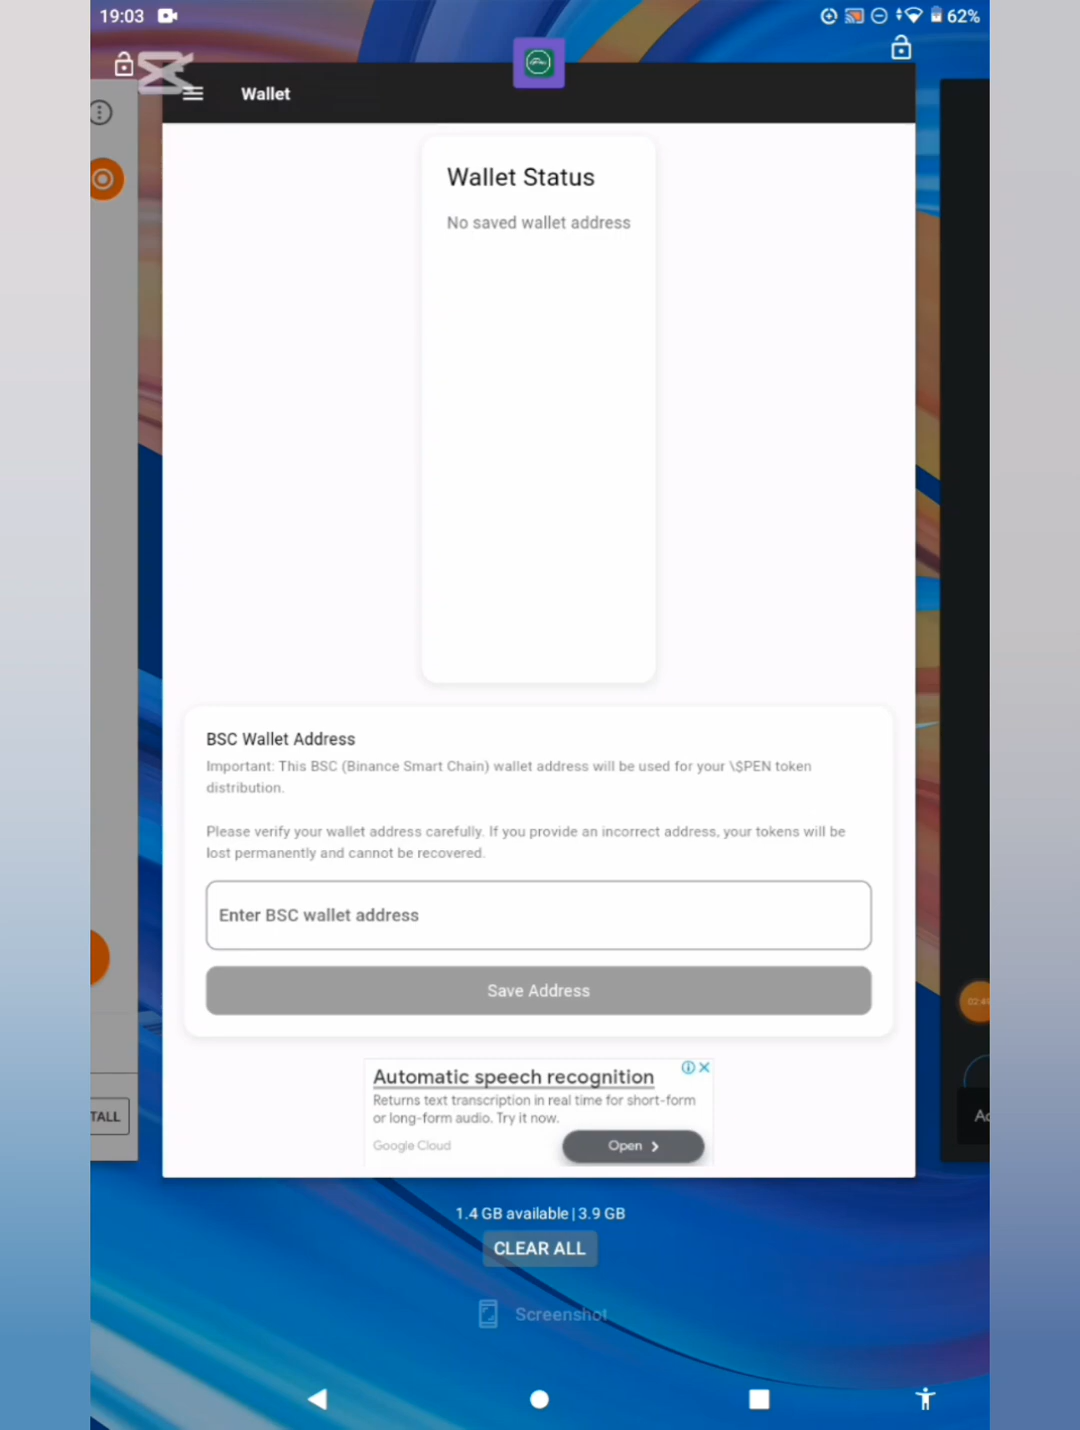 19:03
62%
Wallet
Wallet Status
No saved wallet address
BSC Wallet Address
Important: This BSC (Binance Smart Chain) wallet address will be used for your \$PEN token
distribution.
Please verify your wallet address carefully. If you provide an incorrect address, your tokens will be
lost permanently and cannot be recovered.
Enter BSC wallet address
Save Address
02:49
TALL
Ac
Automatic speech recognition
Returns text transcription in real time for short-form
or long-form audio. Try it now.
Google Cloud
Open
1.4 GB available | 3.9 GB
CLEAR ALL
Screenshot